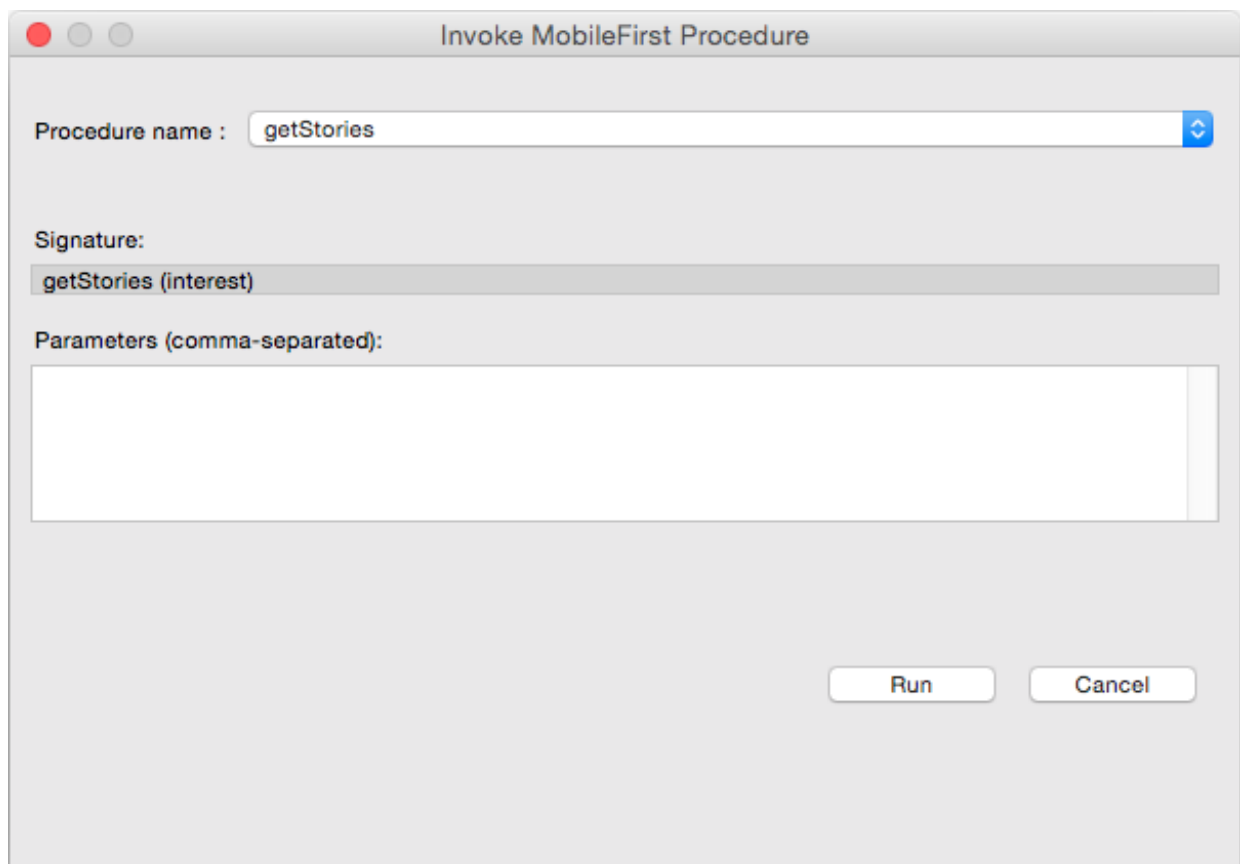 Invoke MobileFirst Procedure
Procedure name : getStories
Signature:
getStories (interest)
Parameters (comma-separated):
Run Cancel